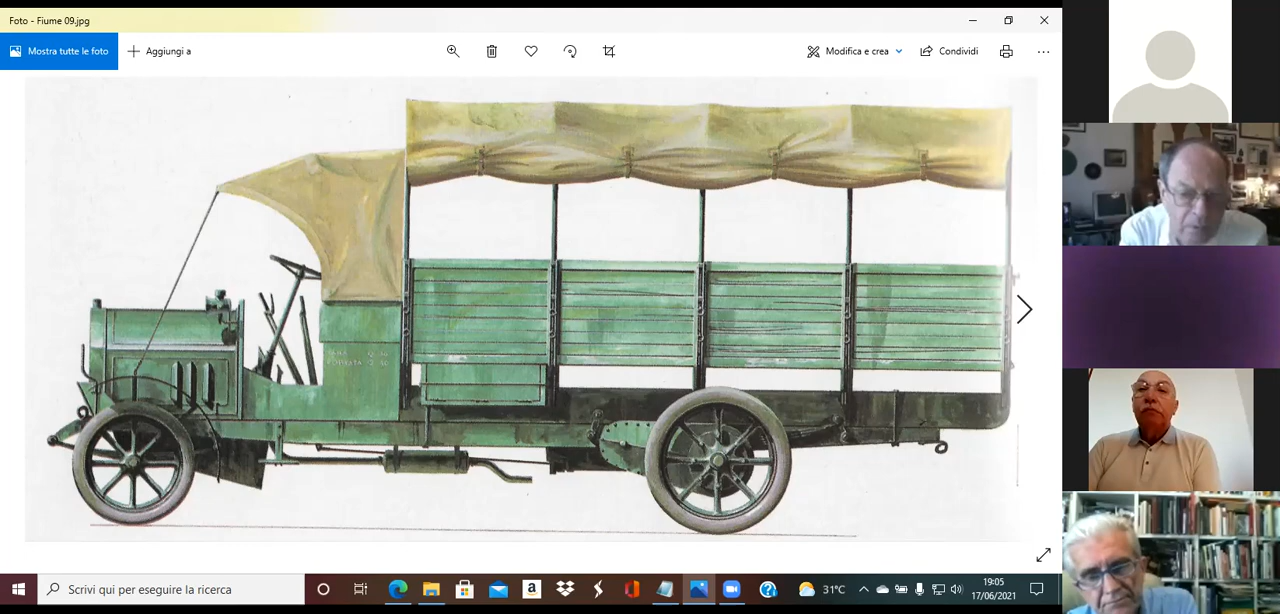 Foto - Fiume 09.jpg
Mostra tutte le foto
Aggiungi a
Modifica e crea
Condividi
Scrivi qui per eseguire la ricerca
31°C
19:05
17/06/2021